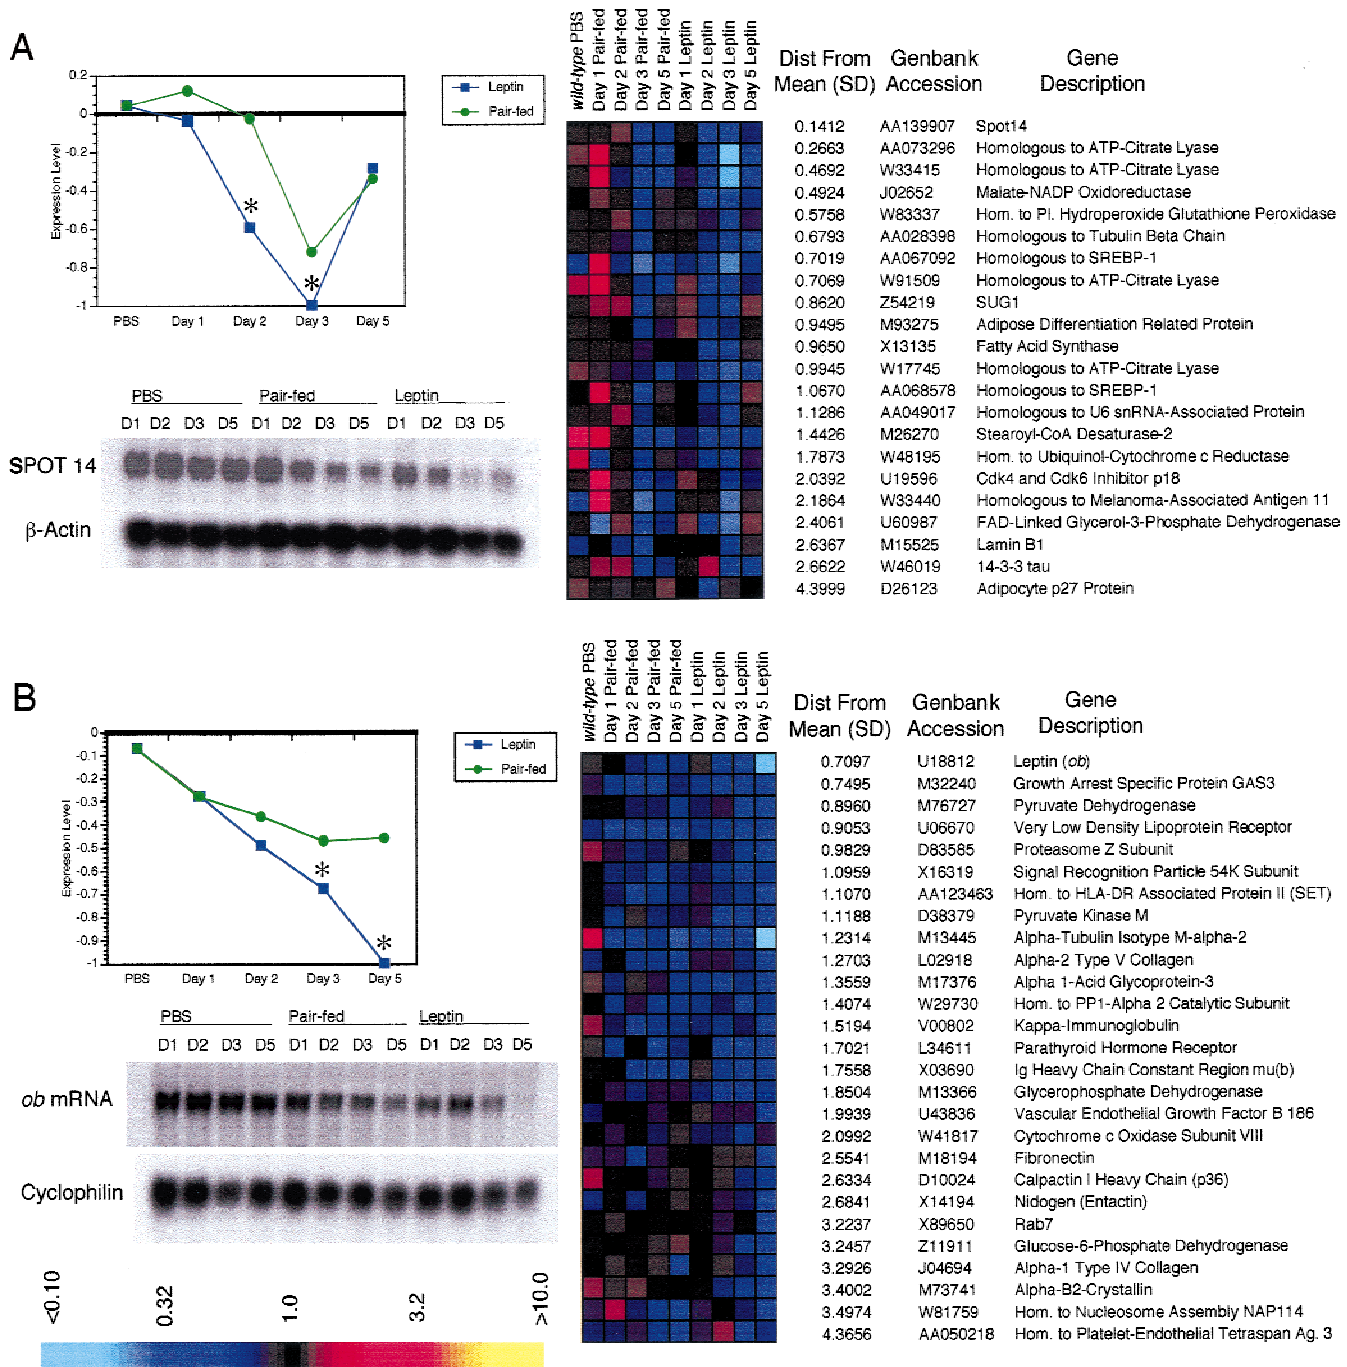 A
0.2
0
-0.2
-0.4
-0.6
-0.8
-1
Expression Level
PBS Day 1 Day 2 Day 3 Day 5
*
*
Leptin
Pair-fed
PBS Pair-fed Leptin
D1 D2 D3 D5 D1 D2 D3 D5 D1 D2 D3 D5
SPOT 14
β-Actin
wild-type PBS
Day 1 Pair-fed
Day 2 Pair-fed
Day 3 Pair-fed
Day 5 Pair-fed
Day 1 Leptin
Day 2 Leptin
Day 3 Leptin
Day 5 Leptin
Dist From Genbank Gene
Mean (SD) Accession Description
0.1412 AA139907 Spot14
0.2663 AA073296 Homologous to ATP-Citrate Lyase
0.4692 W33415 Homologous to ATP-Citrate Lyase
0.4924 J02652 Malate-NADP Oxidoreductase
0.5758 W83337 Hom. to Pl. Hydroperoxide Glutathione Peroxidase
0.6793 AA028398 Homologous to Tubulin Beta Chain
0.7019 AA067092 Homologous to SREBP-1
0.7069 W91509 Homologous to ATP-Citrate Lyase
0.8620 Z54219 SUG1
0.9495 M93275 Adipose Differentiation Related Protein
0.9650 X13135 Fatty Acid Synthase
0.9945 W17745 Homologous to ATP-Citrate Lyase
1.0670 AA068578 Homologous to SREBP-1
1.1286 AA049017 Homologous to U6 snRNA-Associated Protein
1.4426 M26270 Stearoyl-CoA Desaturase-2
1.7873 W48195 Hom. to Ubiquinol-Cytochrome c Reductase
2.0392 U19596 Cdk4 and Cdk6 Inhibitor p18
2.1864 W33440 Homologous to Melanoma-Associated Antigen 11
2.4061 U60987 FAD-Linked Glycerol-3-Phosphate Dehydrogenase
2.6367 M15525 Lamin B1
2.6622 W46019 14-3-3 tau
4.3999 D26123 Adipocyte p27 Protein
B
0
-0.1
-0.2
-0.3
-0.4
-0.5
-0.6
-0.7
-0.8
-0.9
-1
Expression Level
PBS Day 1 Day 2 Day 3 Day 5
*
*
Leptin
Pair-fed
PBS Pair-fed Leptin
D1 D2 D3 D5 D1 D2 D3 D5 D1 D2 D3 D5
ob mRNA
Cyclophilin
<0.10
0.32
1.0
3.2
>10.0
wild-type PBS
Day 1 Pair-fed
Day 2 Pair-fed
Day 3 Pair-fed
Day 5 Pair-fed
Day 1 Leptin
Day 2 Leptin
Day 3 Leptin
Day 5 Leptin
Dist From Genbank Gene
Mean (SD) Accession Description
0.7097 U18812 Leptin (ob)
0.7495 M32240 Growth Arrest Specific Protein GAS3
0.8960 M76727 Pyruvate Dehydrogenase
0.9053 U06670 Very Low Density Lipoprotein Receptor
0.9829 D83585 Proteasome Z Subunit
1.0959 X16319 Signal Recognition Particle 54K Subunit
1.1070 AA123463 Hom. to HLA-DR Associated Protein II (SET)
1.1188 D38379 Pyruvate Kinase M
1.2314 M13445 Alpha-Tubulin Isotype M-alpha-2
1.2703 L02918 Alpha-2 Type V Collagen
1.3559 M17376 Alpha 1-Acid Glycoprotein-3
1.4074 W29730 Hom. to PP1-Alpha 2 Catalytic Subunit
1.5194 V00802 Kappa-Immunoglobulin
1.7021 L34611 Parathyroid Hormone Receptor
1.7558 X03690 Ig Heavy Chain Constant Region mu(b)
1.8504 M13366 Glycerophosphate Dehydrogenase
1.9939 U43836 Vascular Endothelial Growth Factor B 186
2.0992 W41817 Cytochrome c Oxidase Subunit VIII
2.5541 M18194 Fibronectin
2.6334 D10024 Calpactin I Heavy Chain (p36)
2.6841 X14194 Nidogen (Entactin)
3.2237 X89650 Rab7
3.2457 Z11911 Glucose-6-Phosphate Dehydrogenase
3.2926 J04694 Alpha-1 Type IV Collagen
3.4002 M73741 Alpha-B2-Crystallin
3.4974 W81759 Hom. to Nucleosome Assembly NAP114
4.3656 AA050218 Hom. to Platelet-Endothelial Tetraspan Ag. 3